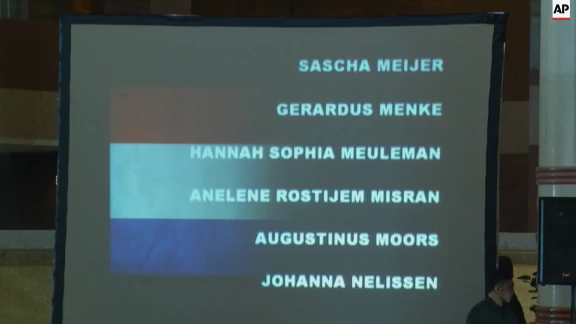 AP
SASCHA MEIJER
GERARDUS MENKE
HANNAH SOPHIA MEULEMAN
ANELENE ROSTIJEM MISRAN
AUGUSTINUS MOORS
JOHANNA NELISSEN